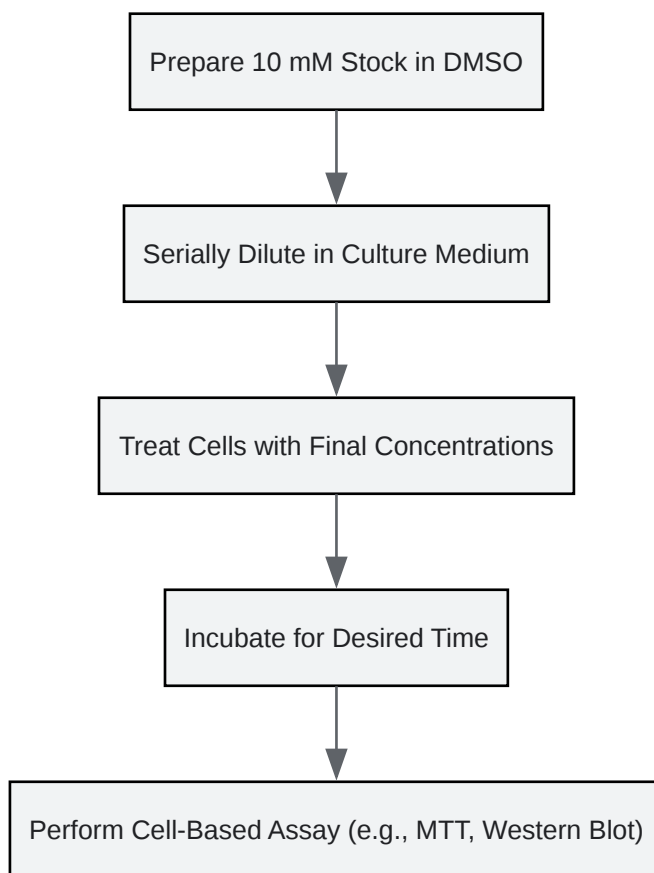 Prepare 10 mM Stock in DMSO
Serially Dilute in Culture Medium
Treat Cells with Final Concentrations
Incubate for Desired Time
Perform Cell-Based Assay (e.g., MTT, Western Blot)